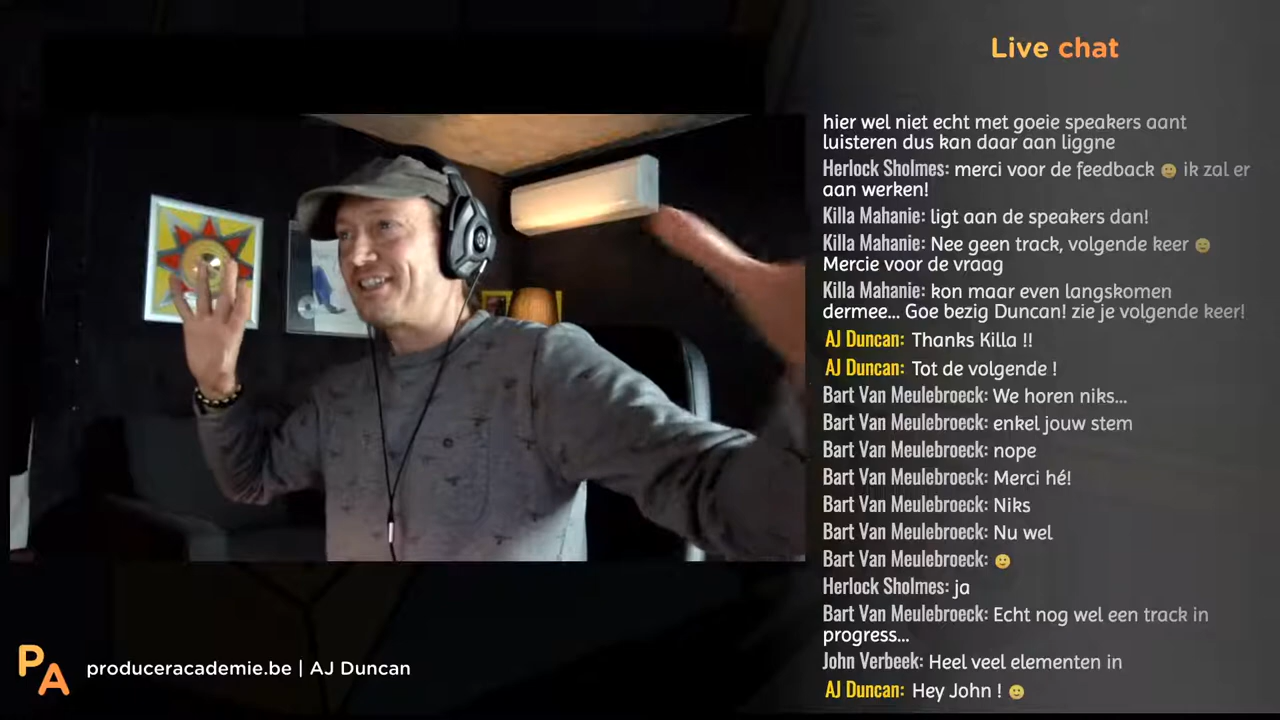 Live chat
hier wel niet echt met goeie speakers aant
luisteren dus kan daar aan liggne
Herlock Sholmes: merci voor de feedback 🙂 ik zal er
aan werken!
Killa Mahanie: ligt aan de speakers dan!
Killa Mahanie: Nee geen track, volgende keer 🙂
Mercie voor de vraag
Killa Mahanie: kon maar even langskomen
dermee... Goe bezig Duncan! zie je volgende keer!
AJ Duncan: Thanks Killa !!
AJ Duncan: Tot de volgende !
Bart Van Meulebroeck: We horen niks...
Bart Van Meulebroeck: enkel jouw stem
Bart Van Meulebroeck: nope
Bart Van Meulebroeck: Merci hé!
Bart Van Meulebroeck: Niks
Bart Van Meulebroeck: Nu wel
Bart Van Meulebroeck: 🙂
Herlock Sholmes: ja
Bart Van Meulebroeck: Echt nog wel een track in
progress...
John Verbeek: Heel veel elementen in
AJ Duncan: Hey John ! 🙂
PA
produceracademie.be | AJ Duncan